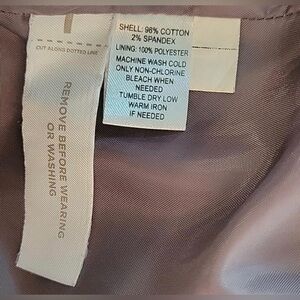 CUT ALONG DOTTED LINE
REMOVE BEFORE WEARING
OR WASHING
SHELL: 98% COTTON
2% SPANDEX
LINING: 100% POLYESTER
MACHINE WASH COLD
ONLY NON-CHLORINE
BLEACH WHEN
NEEDED
TUMBLE DRY LOW
WARM IRON
IF NEEDED